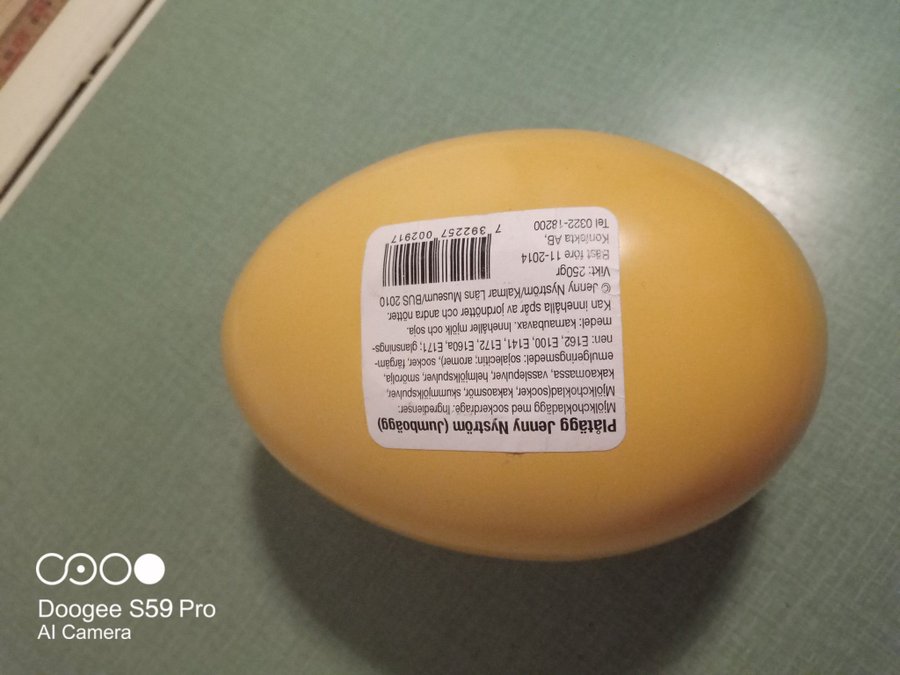 Plåtägg Jenny Nyström (Jumboägg)
Mjölkchokladägg med sockerdragé: Ingredienser:
Mjölkchoklad(socker, kakaosmör, skummjölkspulver,
kakaomassa, vasslepulver, helmjölkspulver, smörolja,
emulgeringsmedel: sojalecitin; aromer), socker, färgäm-
nen: E162, E100, E141, E172, E160a, E171; glansnings-
medel: karnaubavax. Innehåller mjölk och soja.
Kan innehålla spår av jordnötter och andra nötter.
© Jenny Nyström/Kalmar Läns Museum/BUS 2010
Vikt: 250gr
Bäst före 11-2014
Konfekta AB,
Tel 0322-18200
7 392257 002917
Doogee S59 Pro
AI Camera